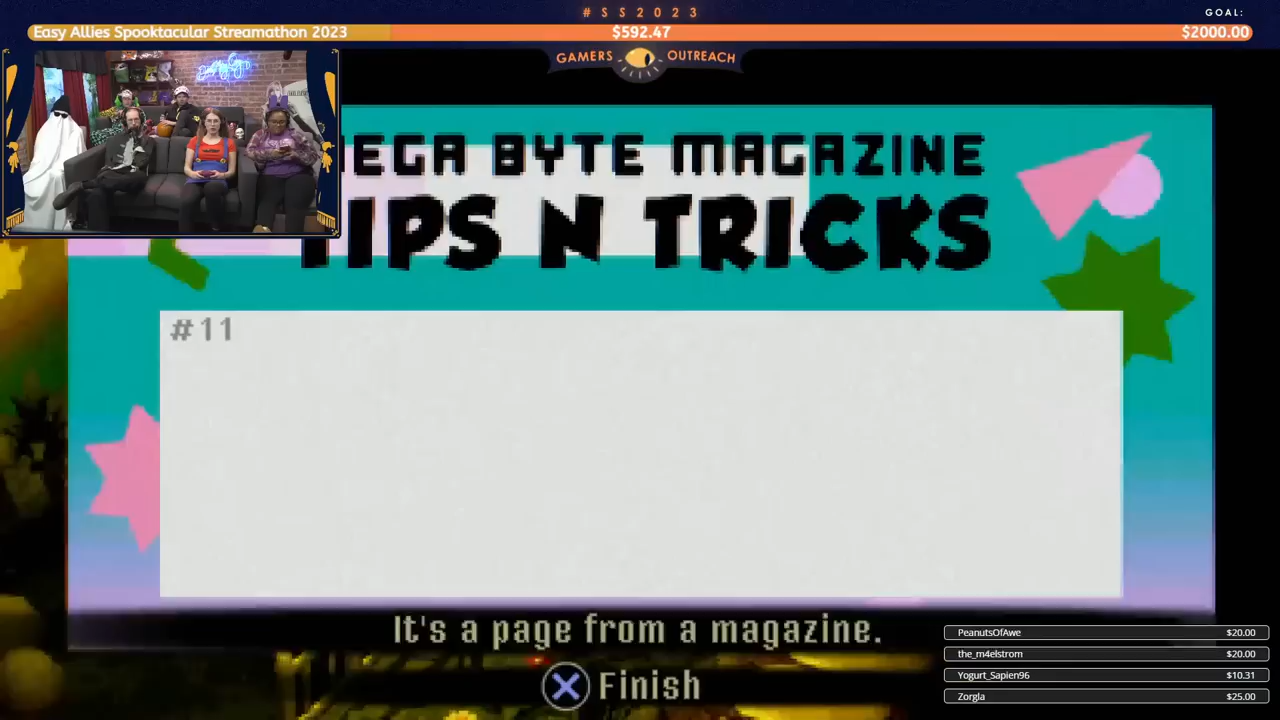 #SS2023
GOAL:
Easy Allies Spooktacular Streamathon 2023
$592.47
$2000.00
GAMERS OUTREACH
EGA BYTE MAGAZINE
TIPS N TRICKS
#11
It's a page from a magazine.
Finish
PeanutsOfAwe $20.00
the_m4elstrom $20.00
Yogurt_Sapien96 $10.31
Zorgla $25.00